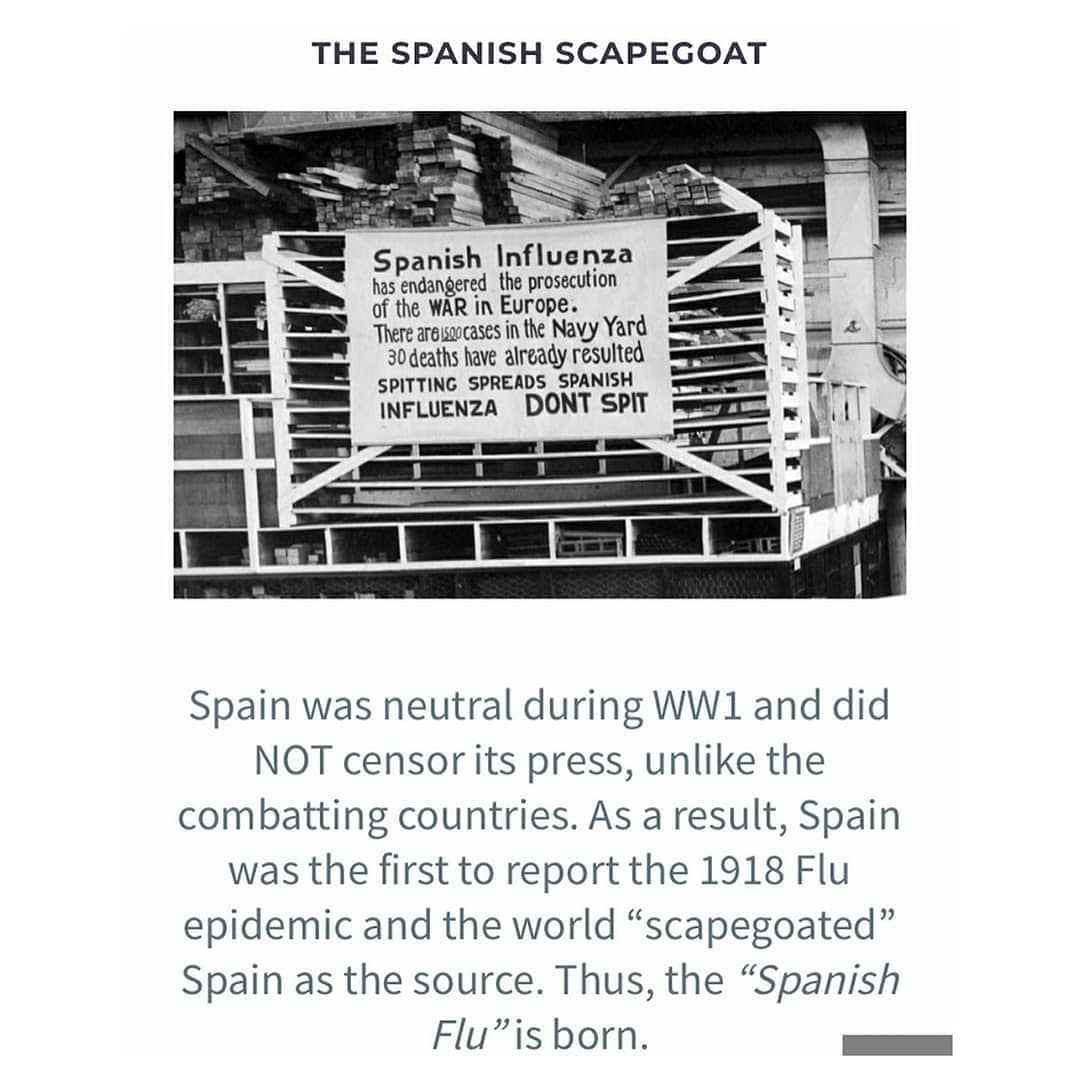 THE SPANISH SCAPEGOAT
Spanish Influenza
has endangered the prosecution
of the WAR in Europe.
There are 1500 cases in the Navy Yard
30 deaths have already resulted
SPITTING SPREADS SPANISH
INFLUENZA DONT SPIT
Spain was neutral during WW1 and did
NOT censor its press, unlike the
combatting countries. As a result, Spain
was the first to report the 1918 Flu
epidemic and the world “scapegoated”
Spain as the source. Thus, the “Spanish
Flu” is born.